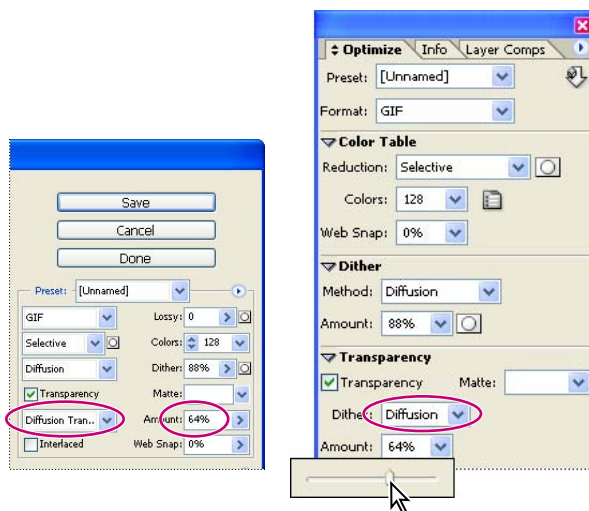 Save
Cancel
Done
Preset: [Unnamed]
GIF Lossy: 0
Selective Colors: 128
Diffusion Dither: 88%
Transparency Matte:
Diffusion Tran.. Amount: 64%
Interlaced Web Snap: 0%
Optimize Info Layer Comps
Preset: [Unnamed]
Format: GIF
Color Table
Reduction: Selective
Colors: 128
Web Snap: 0%
Dither
Method: Diffusion
Amount: 88%
Transparency
Transparency Matte:
Dither: Diffusion
Amount: 64%